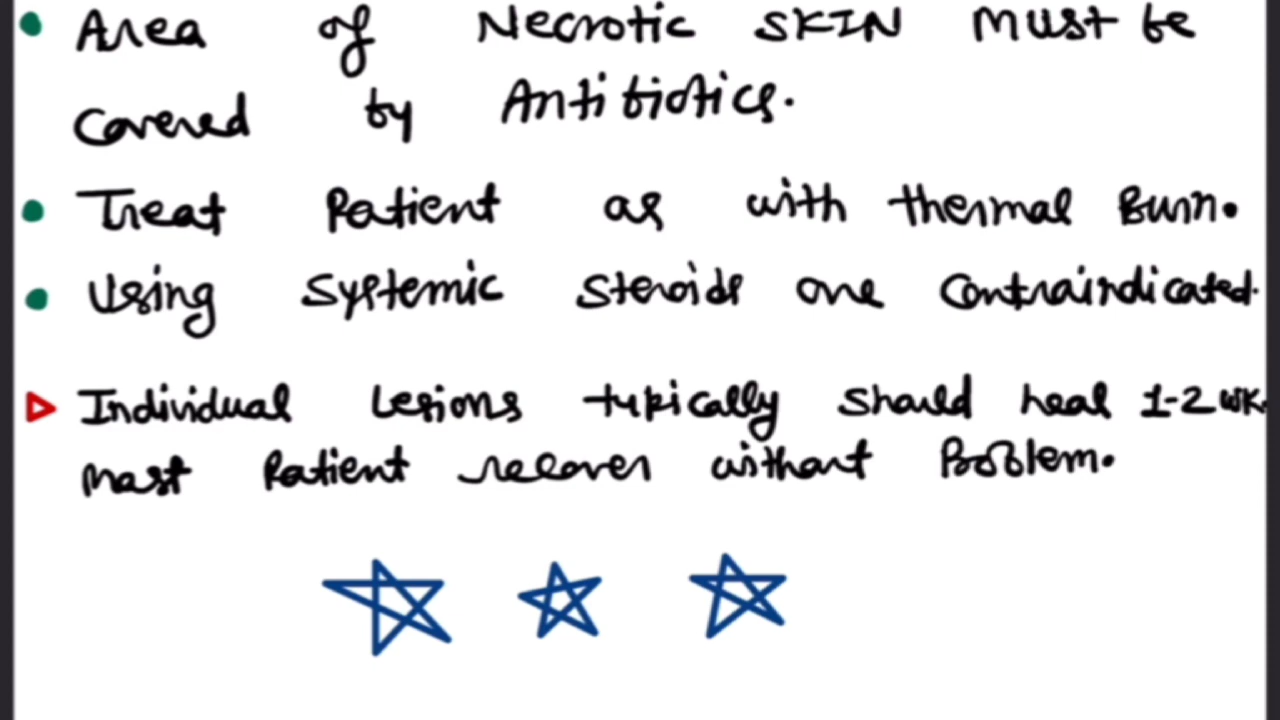 Area of Necrotic SKIN Must be
Covered by Antibiotics.
Treat Patient as with thermal Burn.
Using Systemic Steroids are Contraindicated.
Individual Lesions typically should heal 1-2 wk.
Most Patient recover without Problem.